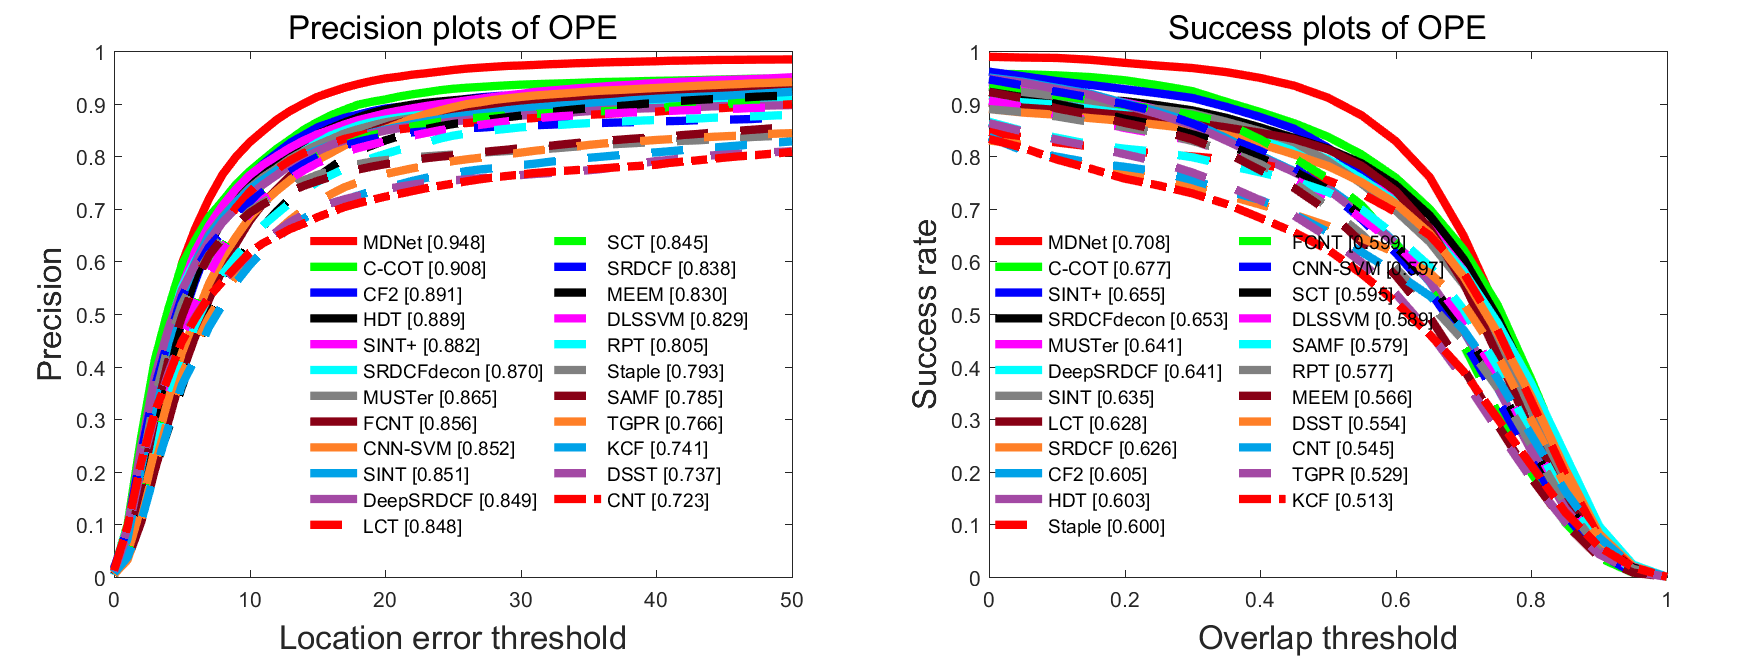 Precision plots of OPE
1
0.9
0.8
0.7
0.6
0.5
0.4
0.3
0.2
0.1
0
Precision
MDNet [0.948]
C-COT [0.908]
CF2 [0.891]
HDT [0.889]
SINT+ [0.882]
SRDCFdecon [0.870]
MUSTer [0.865]
FCNT [0.856]
CNN-SVM [0.852]
SINT [0.851]
DeepSRDCF [0.849]
LCT [0.848]
SCT [0.845]
SRDCF [0.838]
MEEM [0.830]
DLSSVM [0.829]
RPT [0.805]
Staple [0.793]
SAMF [0.785]
TGPR [0.766]
KCF [0.741]
DSST [0.737]
CNT [0.723]
0 10 20 30 40 50
Location error threshold
Success plots of OPE
1
0.9
0.8
0.7
0.6
0.5
0.4
0.3
0.2
0.1
0
Success rate
MDNet [0.708]
C-COT [0.677]
SINT+ [0.655]
SRDCFdecon [0.653]
MUSTer [0.641]
DeepSRDCF [0.641]
SINT [0.635]
LCT [0.628]
SRDCF [0.626]
CF2 [0.605]
HDT [0.603]
Staple [0.600]
FCNT [0.599]
CNN-SVM [0.597]
SCT [0.595]
DLSSVM [0.589]
SAMF [0.579]
RPT [0.577]
MEEM [0.566]
DSST [0.554]
CNT [0.545]
TGPR [0.529]
KCF [0.513]
0 0.2 0.4 0.6 0.8 1
Overlap threshold